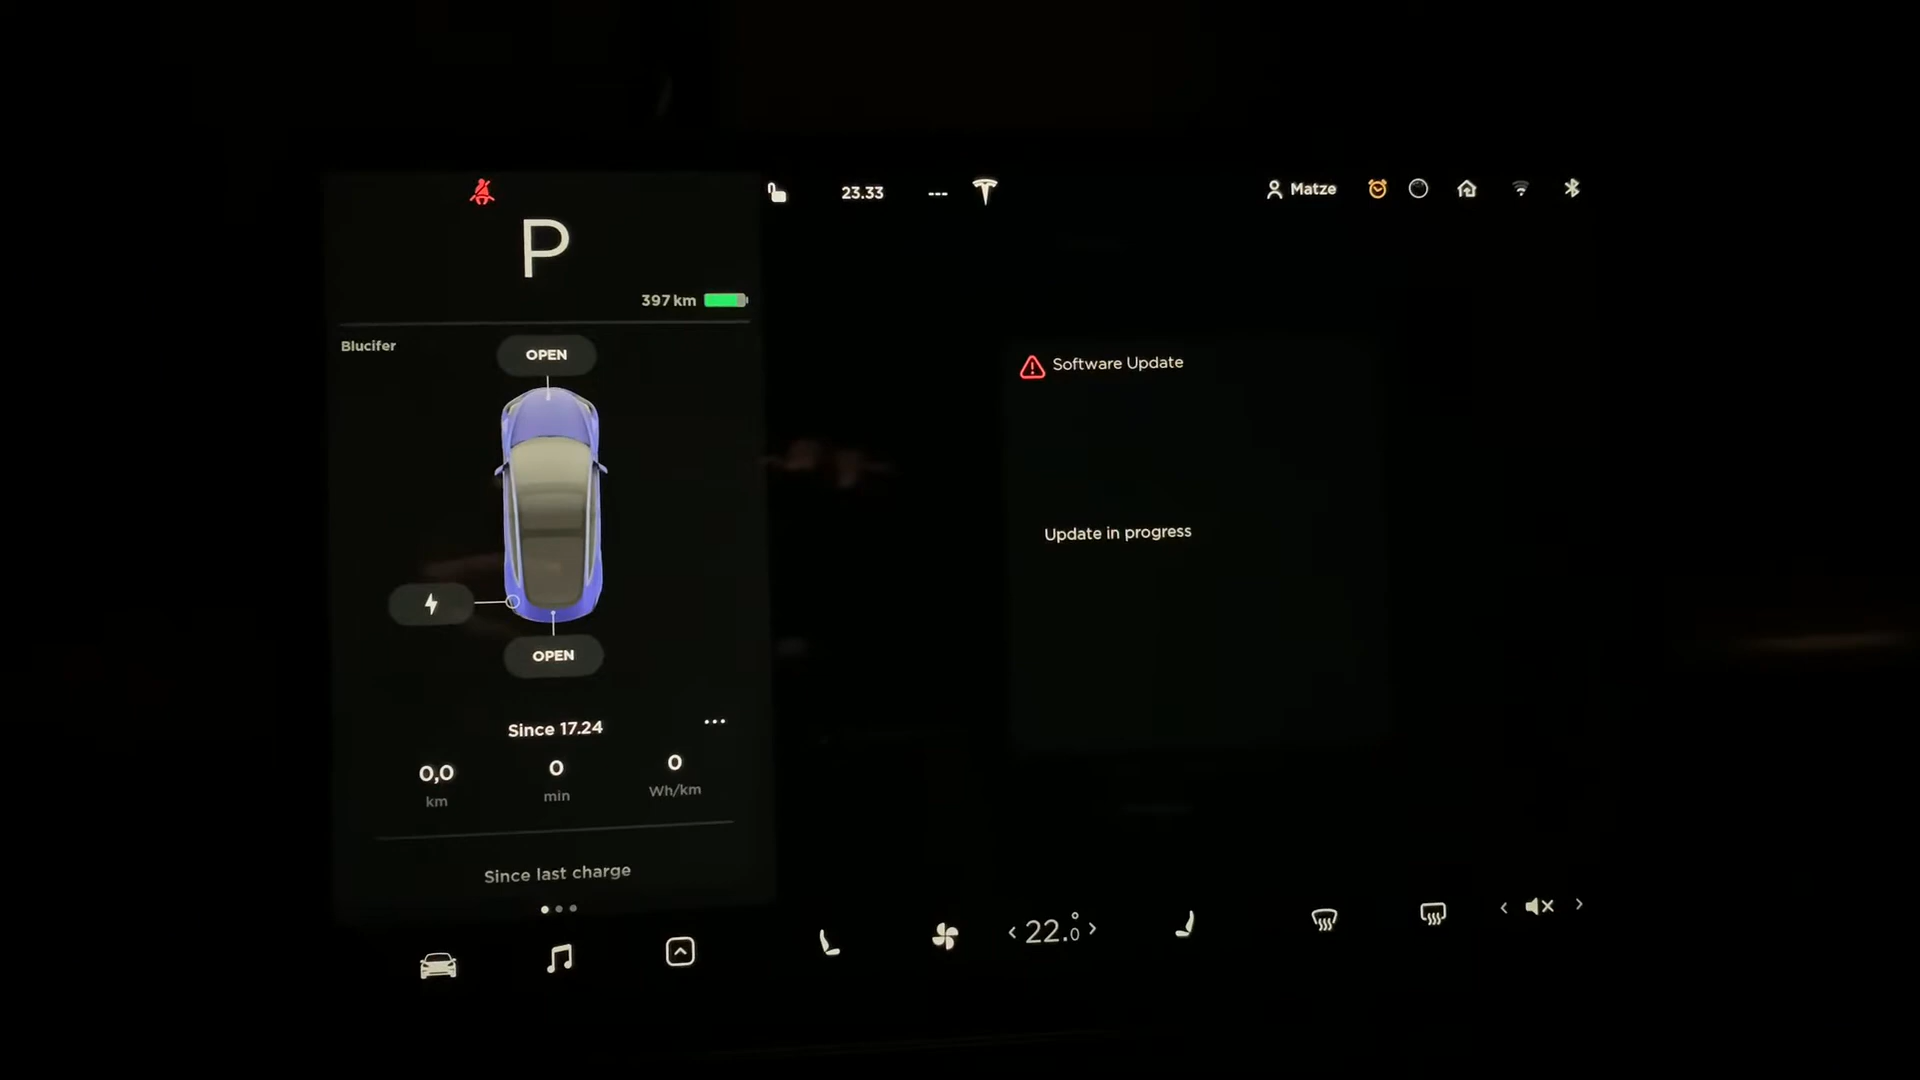 23.33
---
Matze
P
397 km
Blucifer
OPEN
Software Update
Update in progress
OPEN
Since 17.24
...
0,0
0
0
km
min
Wh/km
Since last charge
< 22.0° >
< >